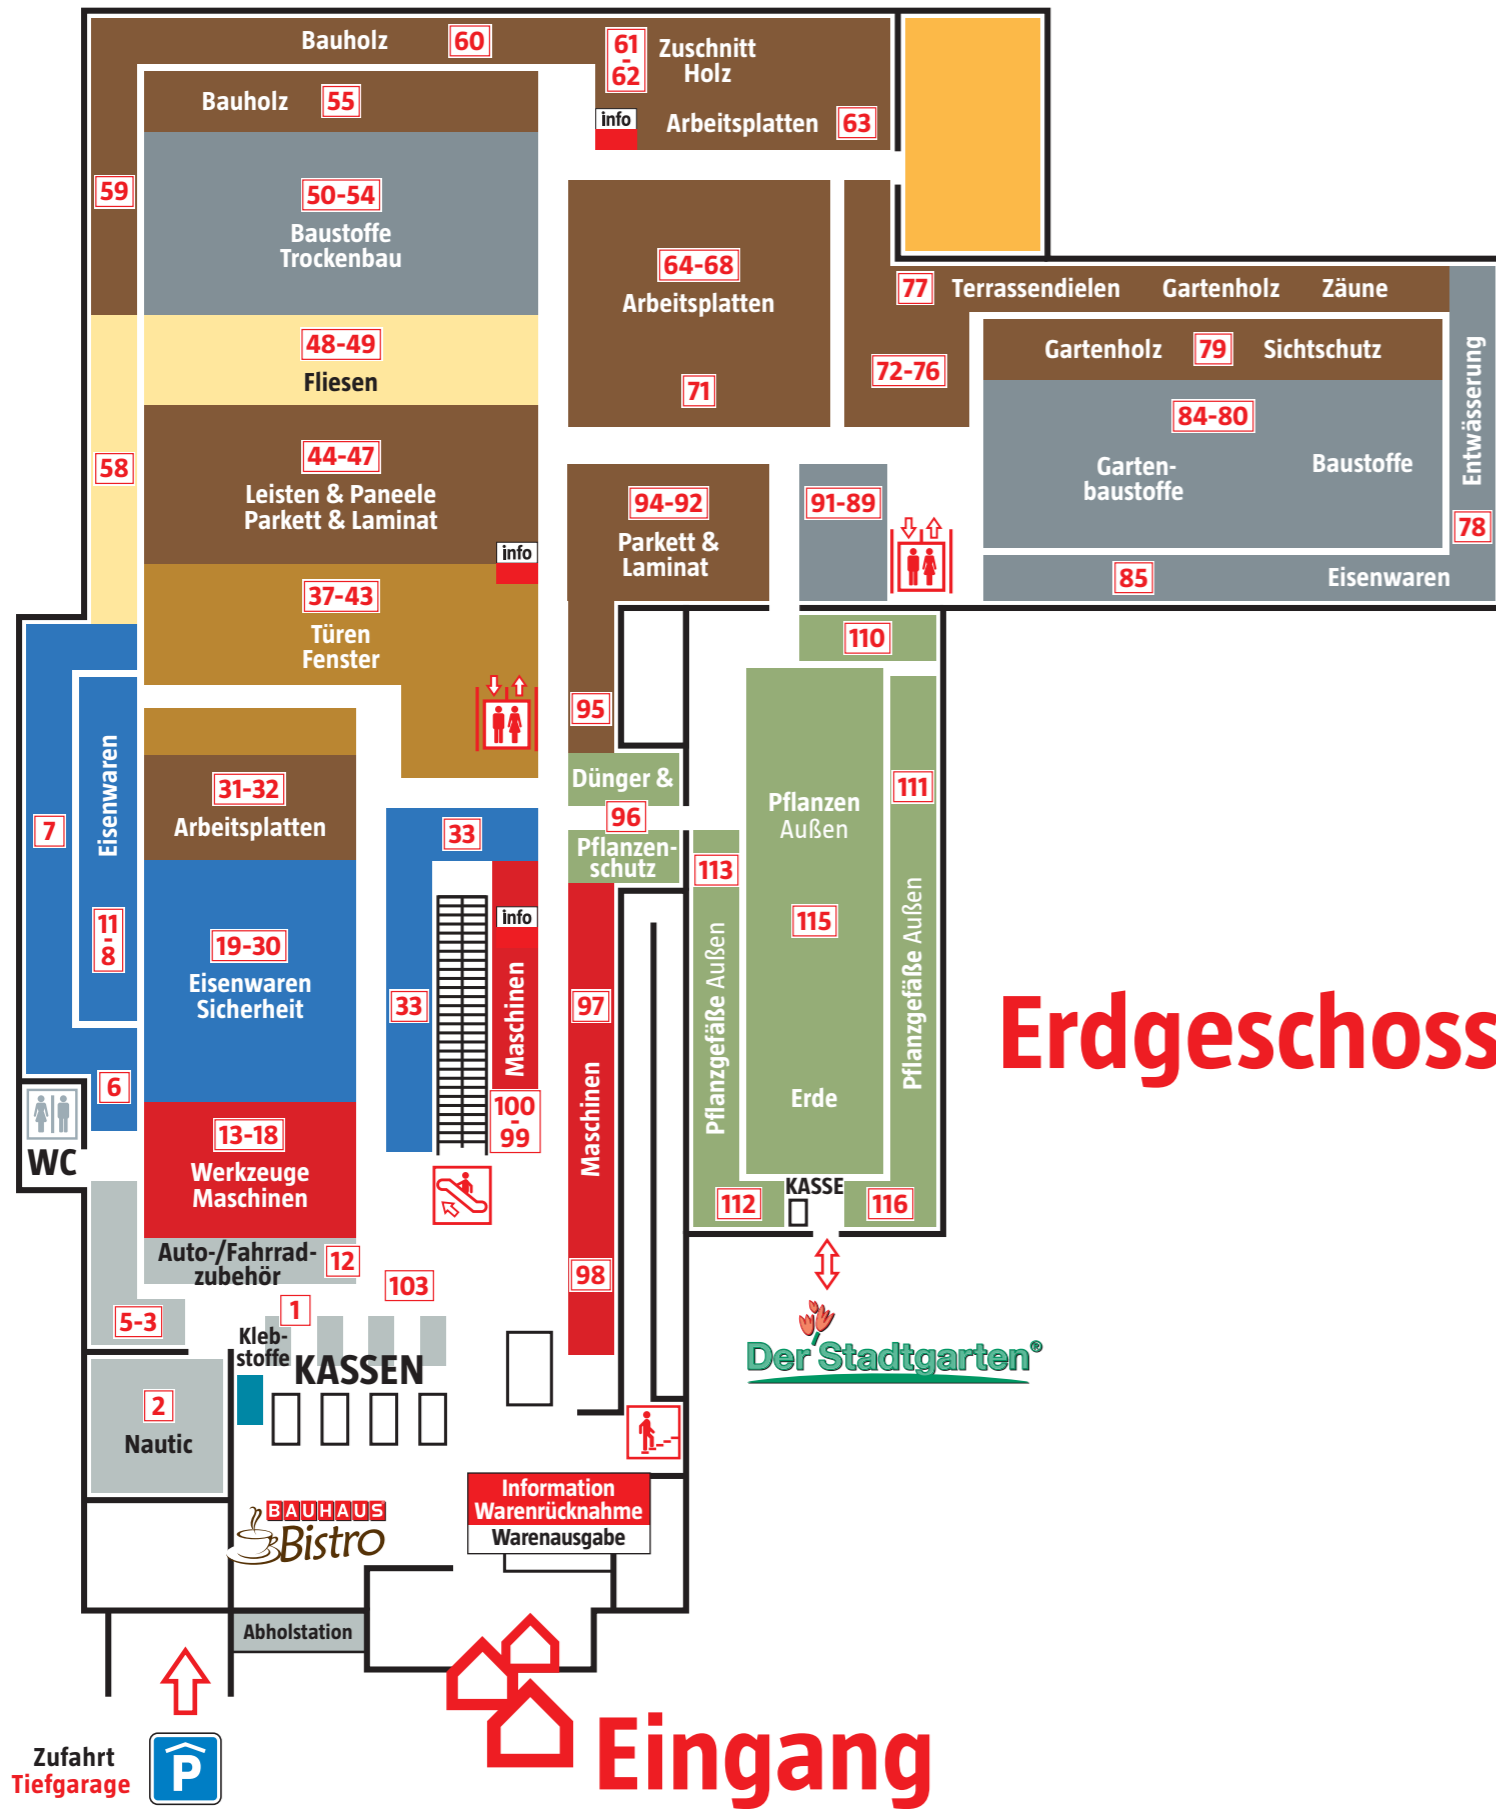 Bauholz 60
61
-
62
Zuschnitt
Holz
Bauholz 55
info
Arbeitsplatten 63
59
50-54
Baustoffe
Trockenbau
64-68
Arbeitsplatten
71
77 Terrassendielen Gartenholz Zäune
72-76
Gartenholz 79 Sichtschutz
84-80
Garten-
baustoffe
Baustoffe
Entwässerung
78
85 Eisenwaren
48-49
Fliesen
58
44-47
Leisten & Paneele
Parkett & Laminat
info
94-92
Parkett &
Laminat
91-89
37-43
Türen
Fenster
110
95
Dünger &
96
Pflanzen-
schutz
7
Eisenwaren
11
-
8
31-32
Arbeitsplatten
33
19-30
Eisenwaren
Sicherheit
33
info
Maschinen
100
-
99
97
Maschinen
98
113
Pflanzgefäße Außen
112
Pflanzen
Außen
115
Erde
111
Pflanzgefäße Außen
116
KASSE
Erdgeschoss
6
WC
13-18
Werkzeuge
Maschinen
Auto-/Fahrrad-
zubehör
12
103
1
5-3
Kleb-
stoffe
KASSEN
2
Nautic
Der Stadtgarten®
BAUHAUS
Bistro
Information
Warenrücknahme
Warenausgabe
Abholstation
Zufahrt
Tiefgarage
P
Eingang